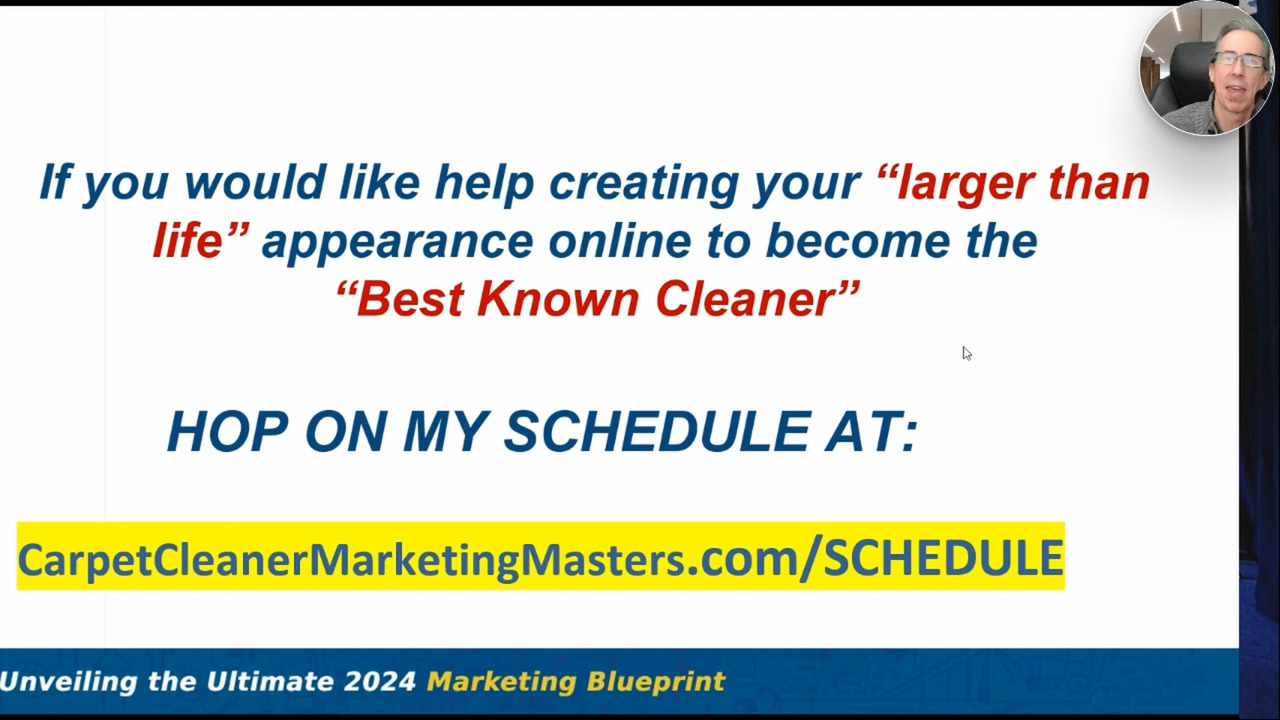 If you would like help creating your “larger than
life” appearance online to become the
“Best Known Cleaner”
HOP ON MY SCHEDULE AT:
CarpetCleanerMarketingMasters.com/SCHEDULE
Unveiling the Ultimate 2024 Marketing Blueprint